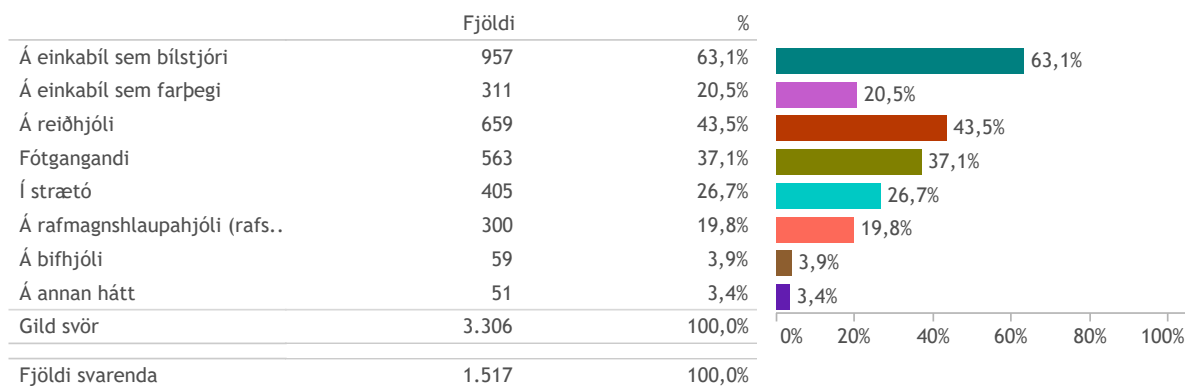 Fjöldi %
Á einkabíl sem bílstjóri 957 63,1% 63,1%
Á einkabíl sem farþegi 311 20,5% 20,5%
Á reiðhjóli 659 43,5% 43,5%
Fótgangandi 563 37,1% 37,1%
Í strætó 405 26,7% 26,7%
Á rafmagnshlaupahjóli (rafs.. 300 19,8% 19,8%
Á bifhjóli 59 3,9% 3,9%
Á annan hátt 51 3,4% 3,4%
Gild svör 3.306 100,0%
0% 20% 40% 60% 80% 100%
Fjöldi svarenda 1.517 100,0%